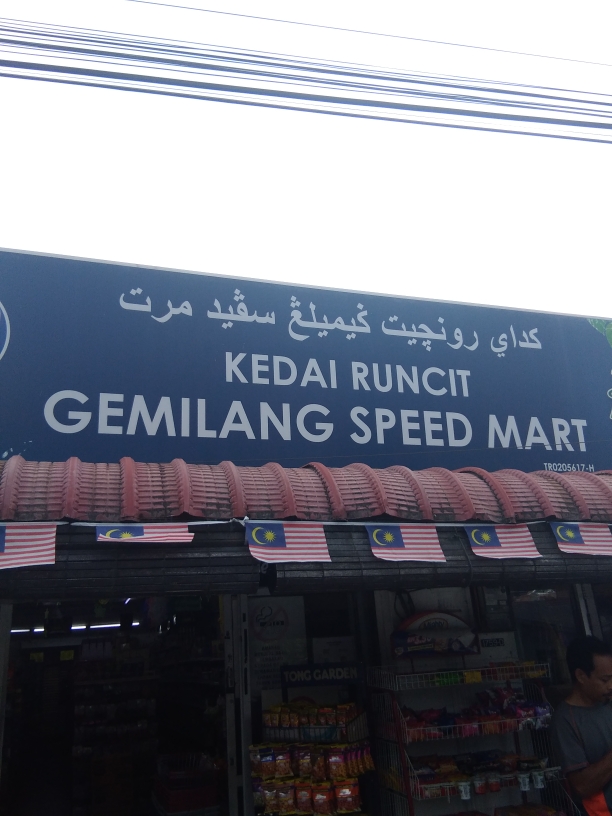 كداي رونچيت ݢيميلڠ سڤيد مرت
KEDAI RUNCIT
GEMILANG SPEED MART
TR0205617-H
TONG GARDEN